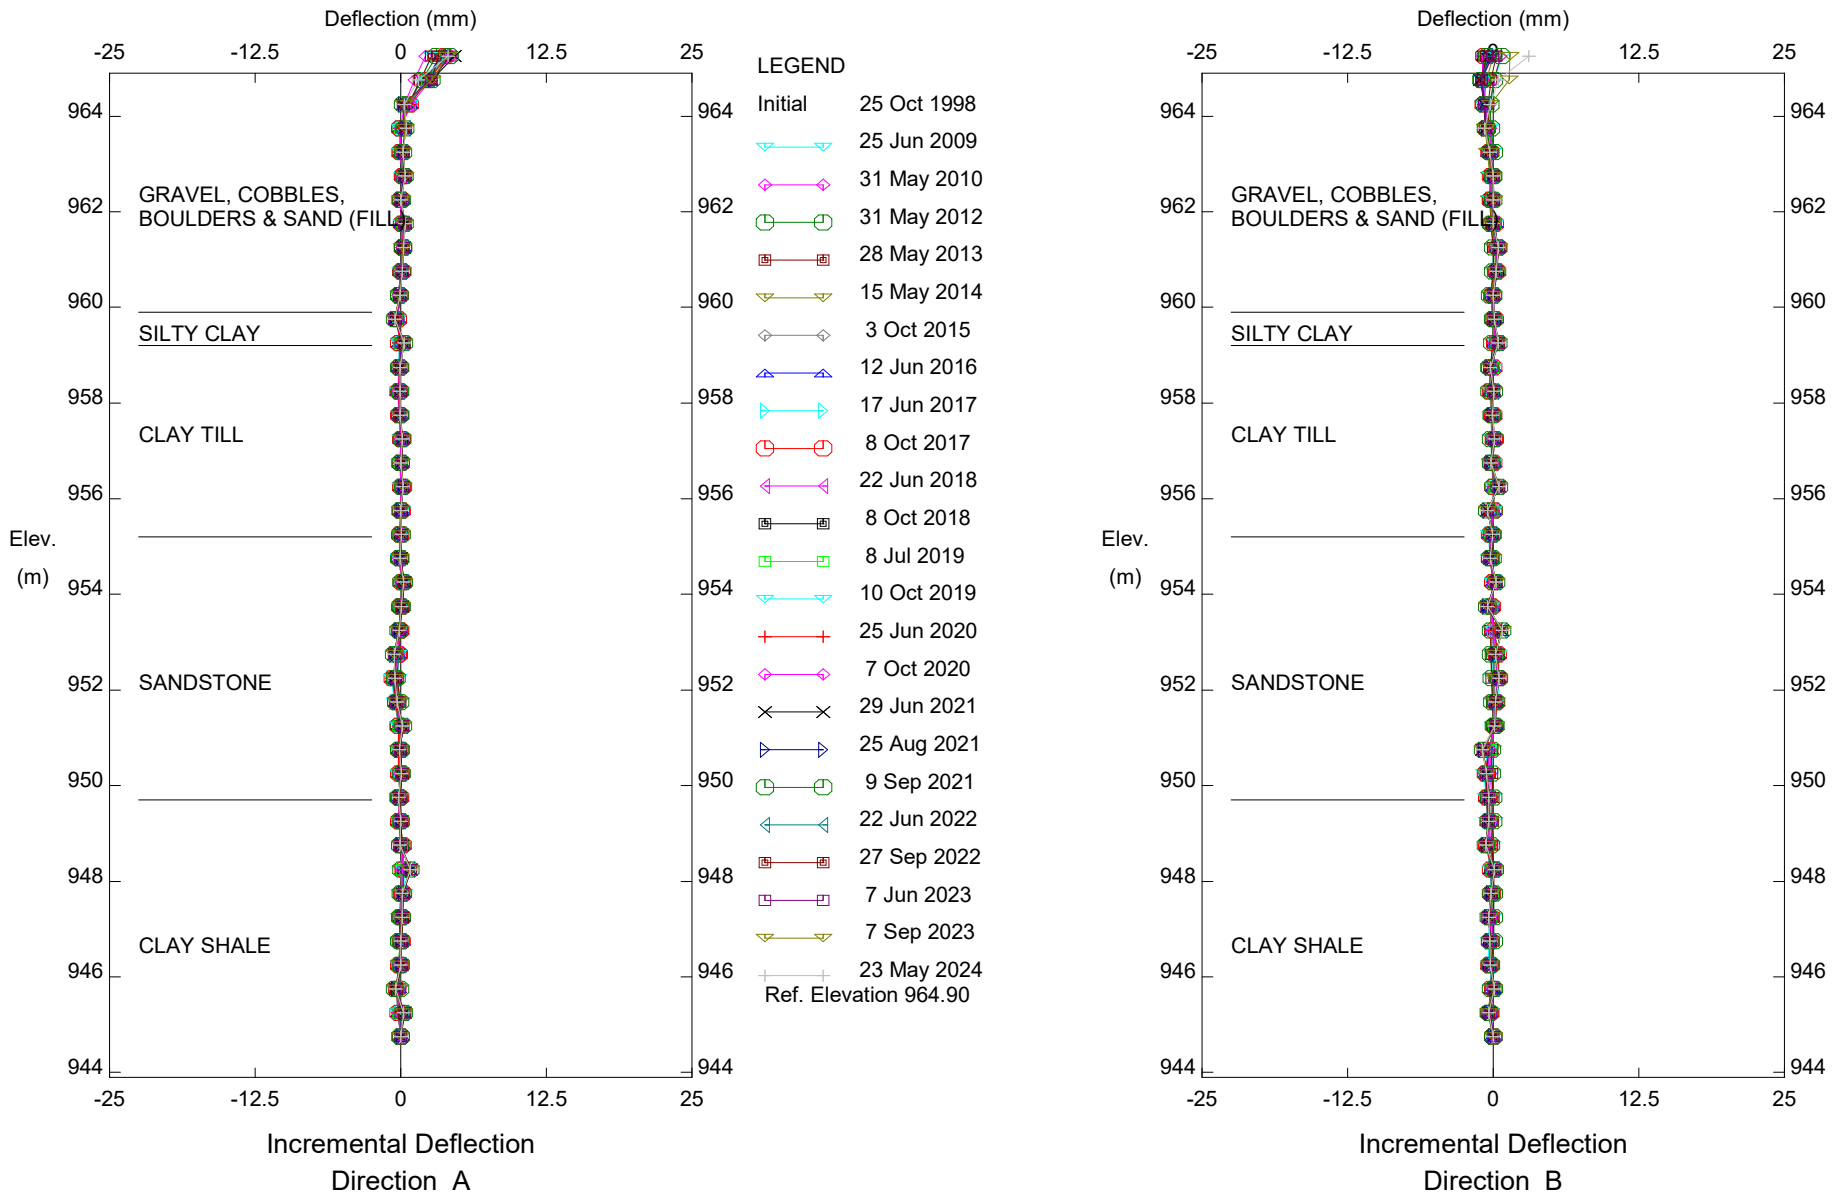 Deflection (mm)
-25 -12.5 0 12.5 25
964 964
962 962
960 960
958 958
956 956
954 954
952 952
950 950
948 948
946 946
944 944
GRAVEL, COBBLES,
BOULDERS & SAND (FILL)
SILTY CLAY
CLAY TILL
SANDSTONE
CLAY SHALE
Elev.
(m)
-25 -12.5 0 12.5 25
Incremental Deflection
Direction A
LEGEND
Initial 25 Oct 1998
25 Jun 2009
31 May 2010
31 May 2012
28 May 2013
15 May 2014
3 Oct 2015
12 Jun 2016
17 Jun 2017
8 Oct 2017
22 Jun 2018
8 Oct 2018
8 Jul 2019
10 Oct 2019
25 Jun 2020
7 Oct 2020
29 Jun 2021
25 Aug 2021
9 Sep 2021
22 Jun 2022
27 Sep 2022
7 Jun 2023
7 Sep 2023
23 May 2024
Ref. Elevation 964.90
Deflection (mm)
-25 -12.5 0 12.5 25
964 964
962 962
960 960
958 958
956 956
954 954
952 952
950 950
948 948
946 946
944 944
GRAVEL, COBBLES,
BOULDERS & SAND (FILL)
SILTY CLAY
CLAY TILL
SANDSTONE
CLAY SHALE
Elev.
(m)
-25 -12.5 0 12.5 25
Incremental Deflection
Direction B